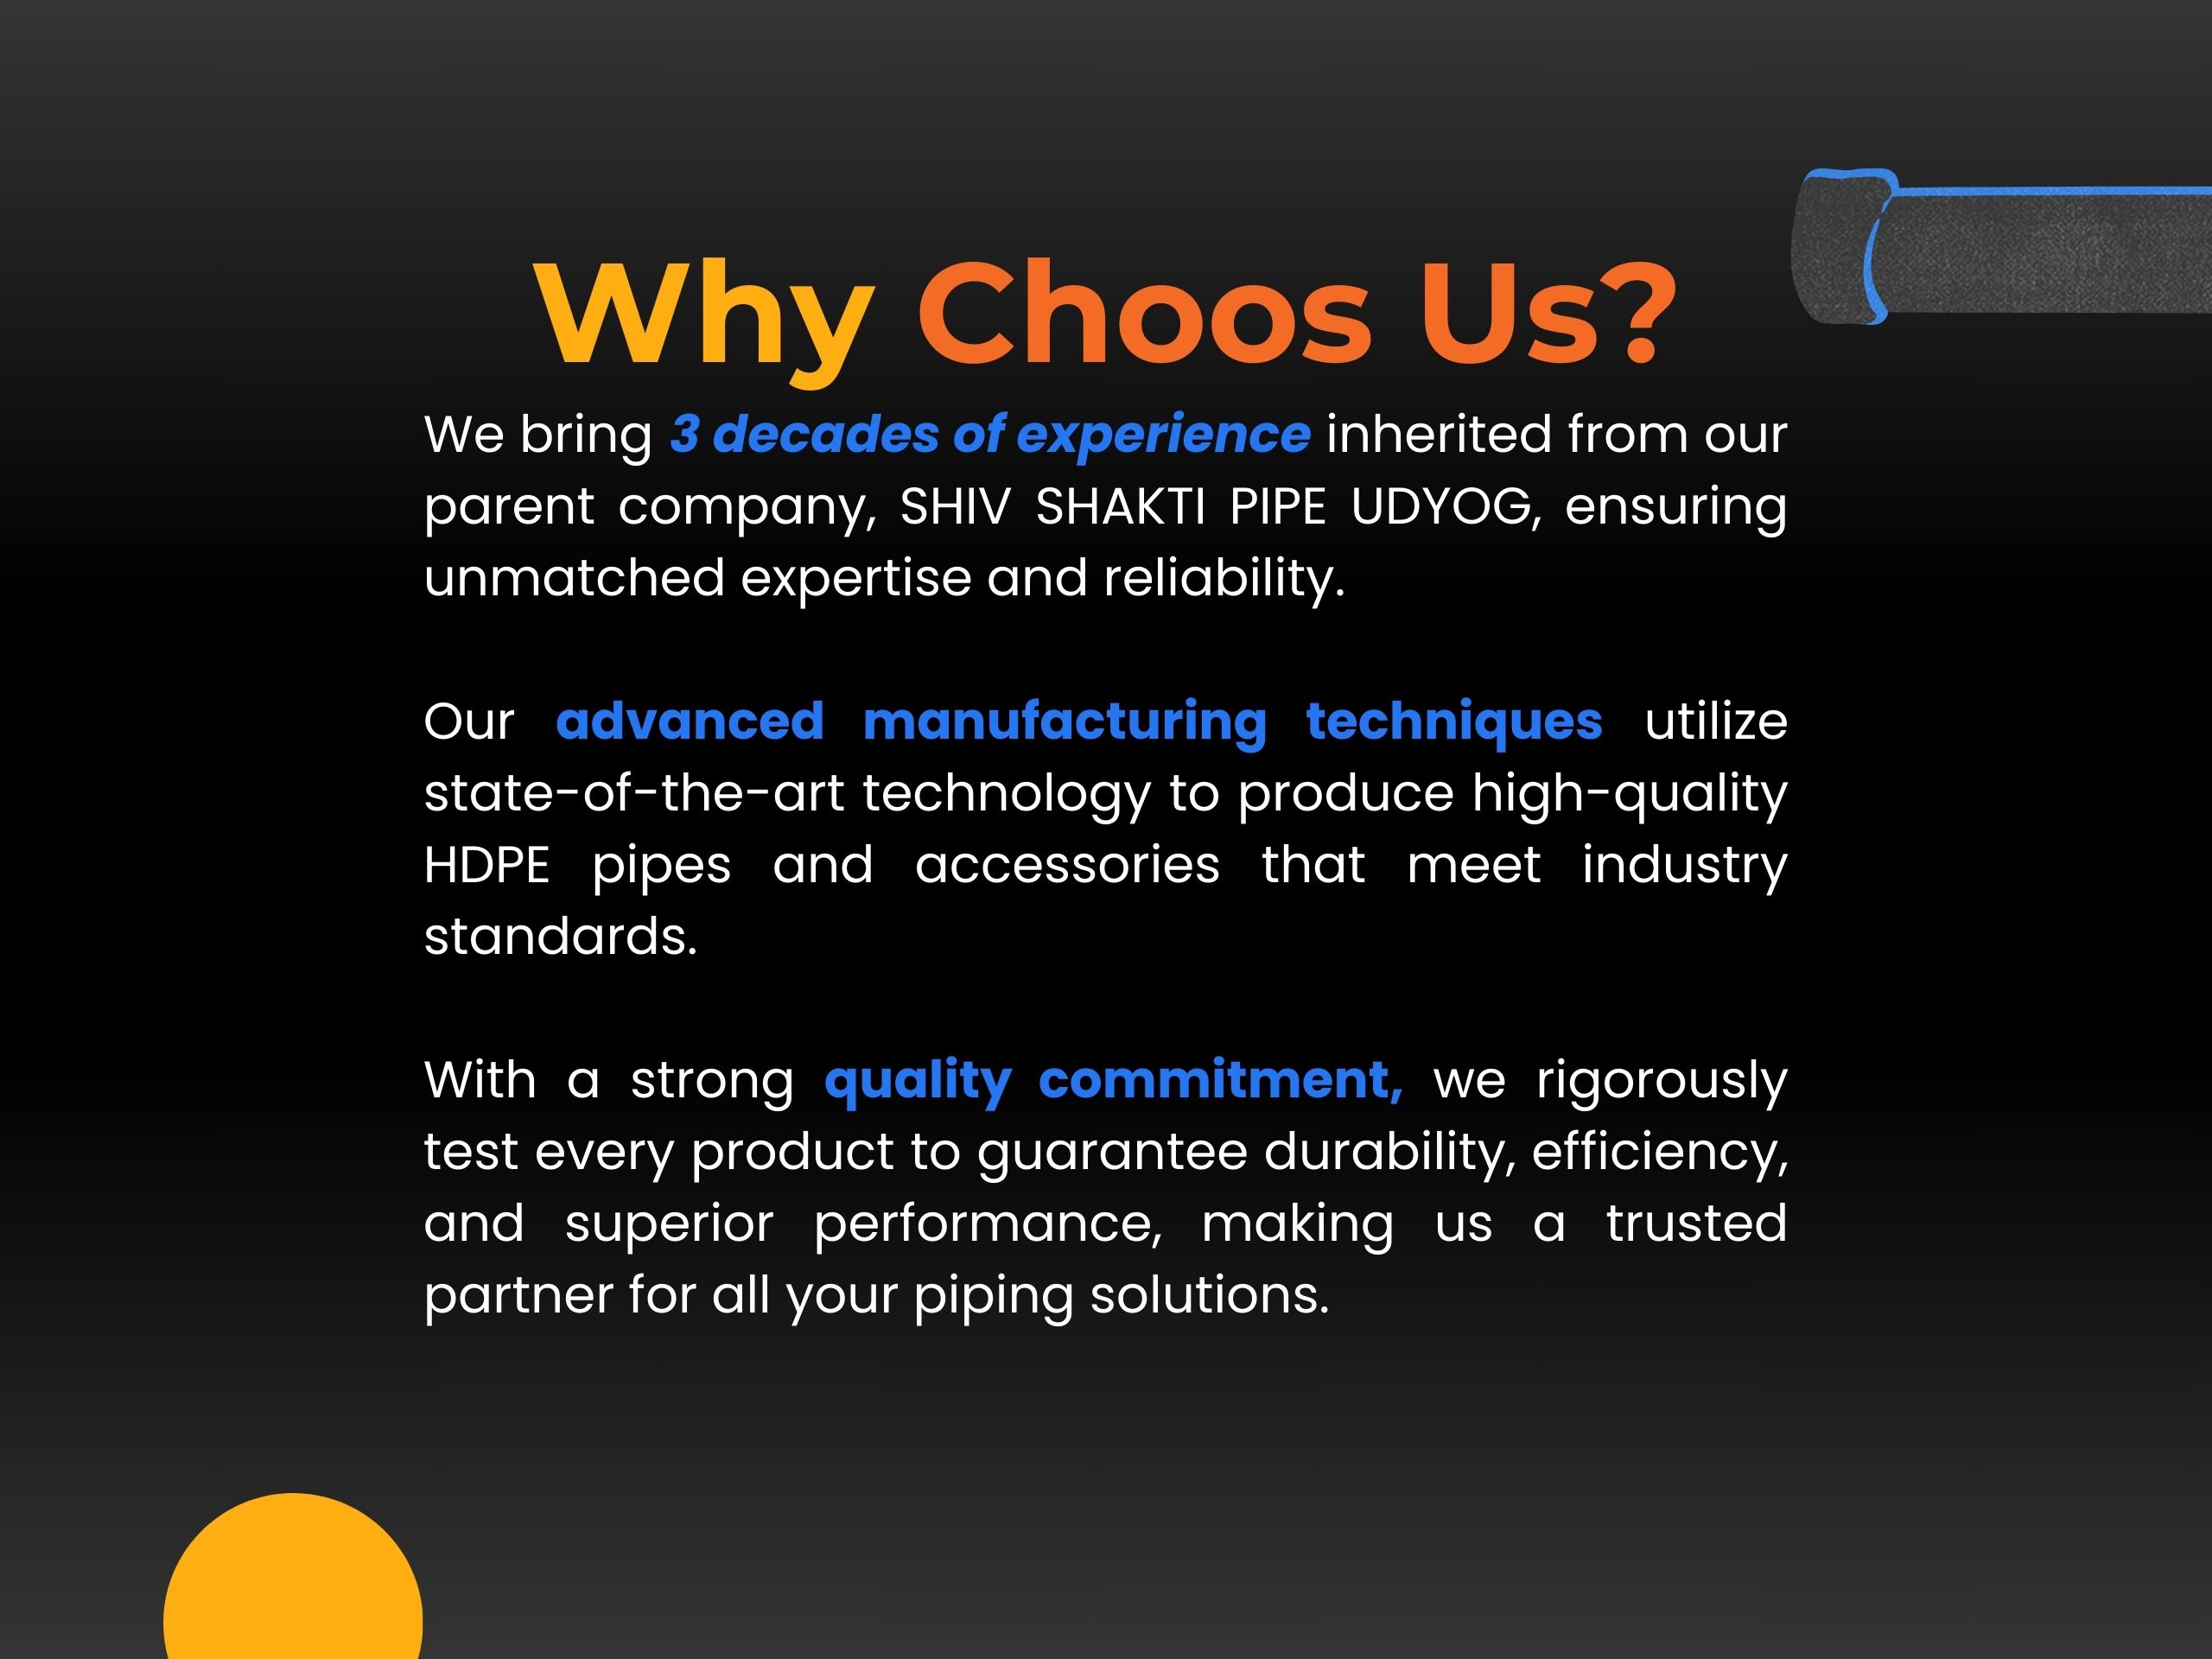 Why Choos Us?
We bring 3 decades of experience inherited from our
parent company, SHIV SHAKTI PIPE UDYOG, ensuring
unmatched expertise and reliability.
Our advanced manufacturing techniques utilize
state-of-the-art technology to produce high-quality
HDPE pipes and accessories that meet industry
standards.
With a strong quality commitment, we rigorously
test every product to guarantee durability, efficiency,
and superior performance, making us a trusted
partner for all your piping solutions.